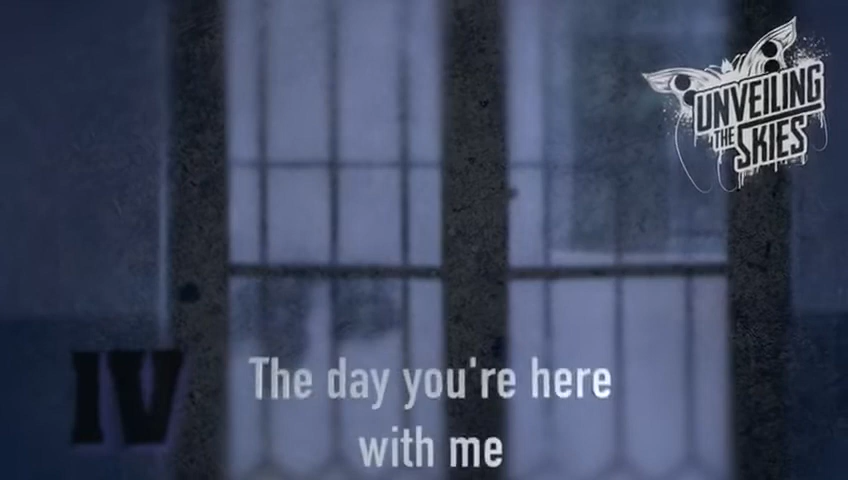 UNVEILING
THE
SKIES
IV
The day you're here
with me